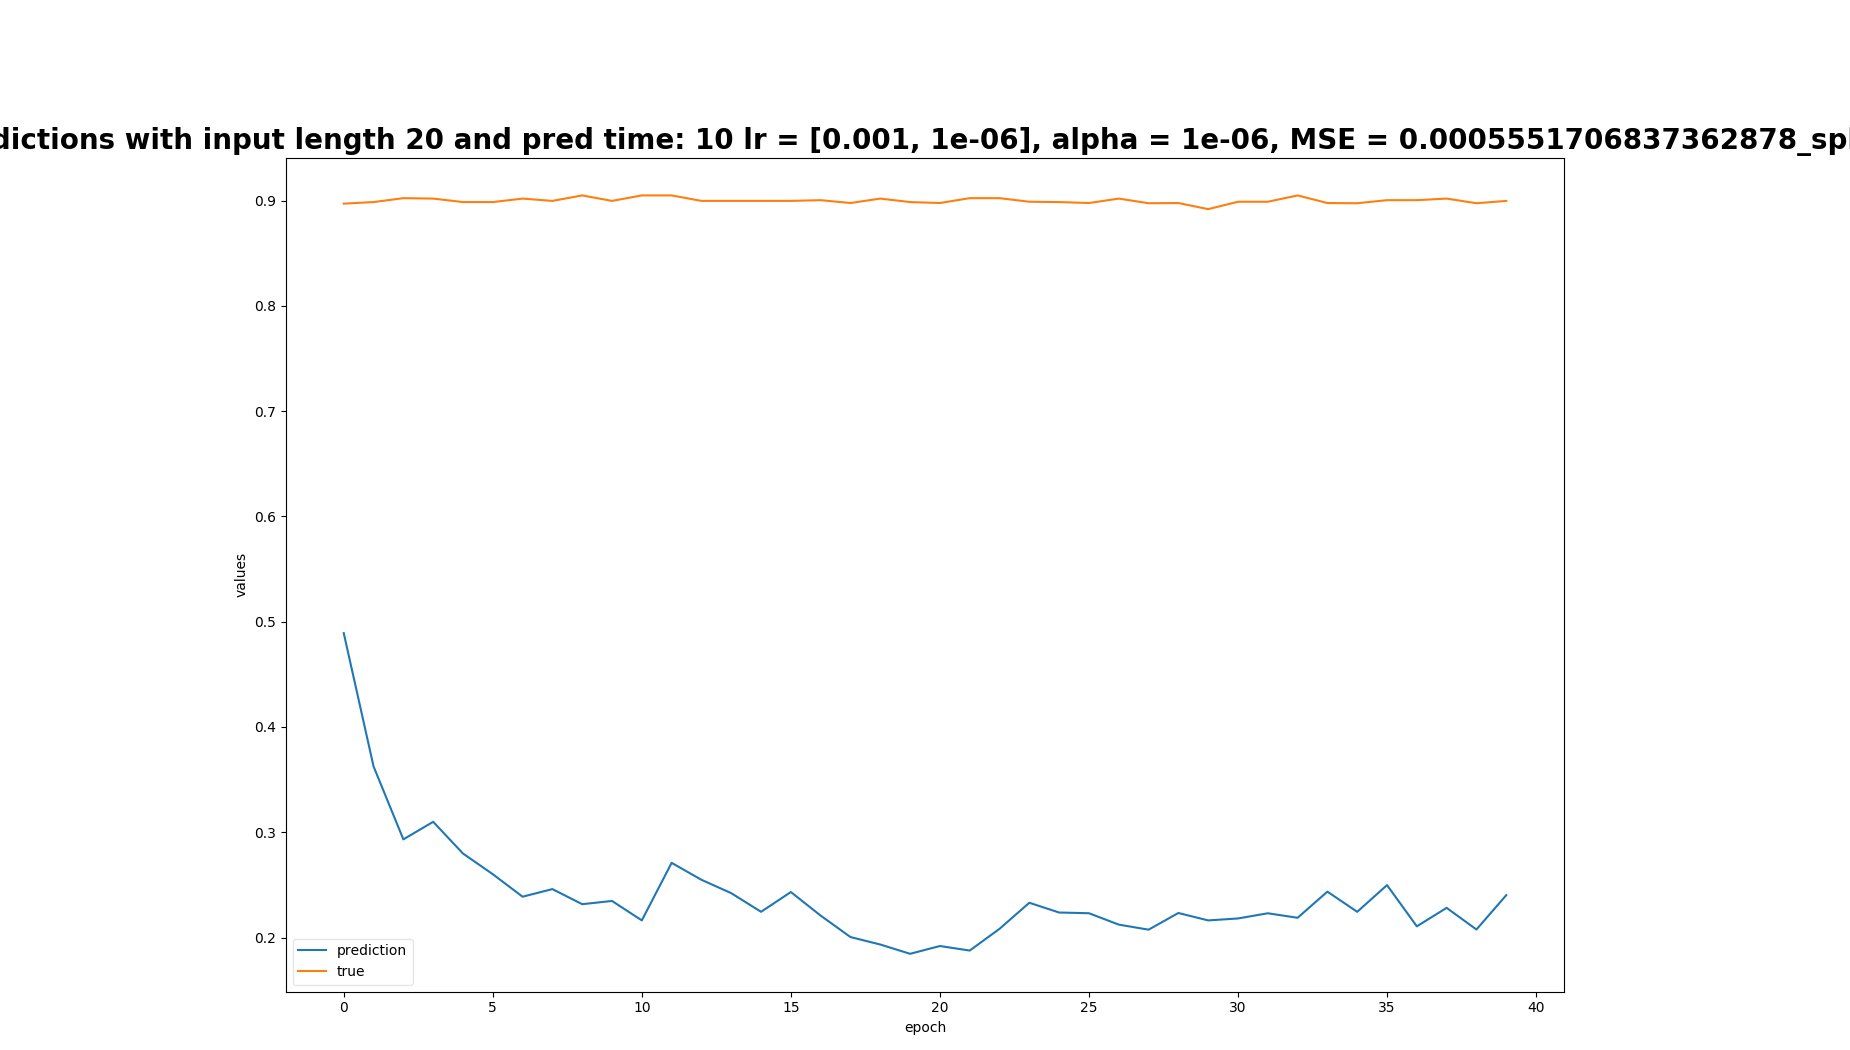 dictions with input length 20 and pred time: 10 lr = [0.001, 1e-06], alpha = 1e-06, MSE = 0.0005551706837362878_spl
0.9
0.8
0.7
0.6
0.5
0.4
0.3
0.2
values
prediction
true
0 5 10 15 20 25 30 35 40
epoch